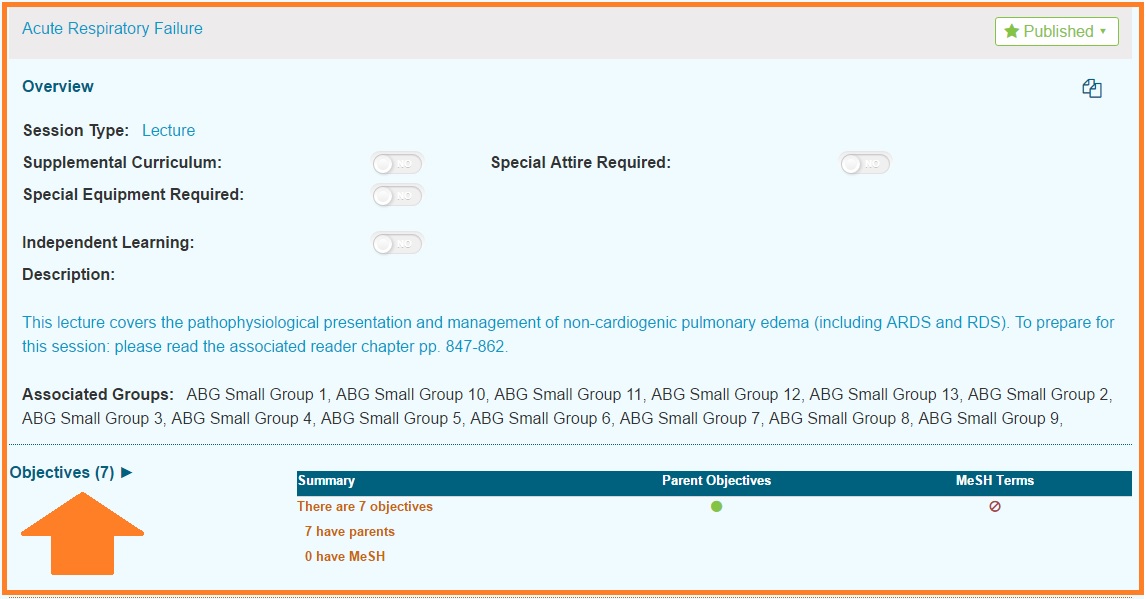 Acute Respiratory Failure
Published
Overview
Session Type: Lecture
Supplemental Curriculum: NO Special Attire Required: NO
Special Equipment Required: NO
Independent Learning: NO
Description:
This lecture covers the pathophysiological presentation and management of non-cardiogenic pulmonary edema (including ARDS and RDS). To prepare for
this session: please read the associated reader chapter pp. 847-862.
Associated Groups: ABG Small Group 1, ABG Small Group 10, ABG Small Group 11, ABG Small Group 12, ABG Small Group 13, ABG Small Group 2,
ABG Small Group 3, ABG Small Group 4, ABG Small Group 5, ABG Small Group 6, ABG Small Group 7, ABG Small Group 8, ABG Small Group 9,
Objectives (7)
Summary Parent Objectives MeSH Terms
There are 7 objectives
7 have parents
0 have MeSH